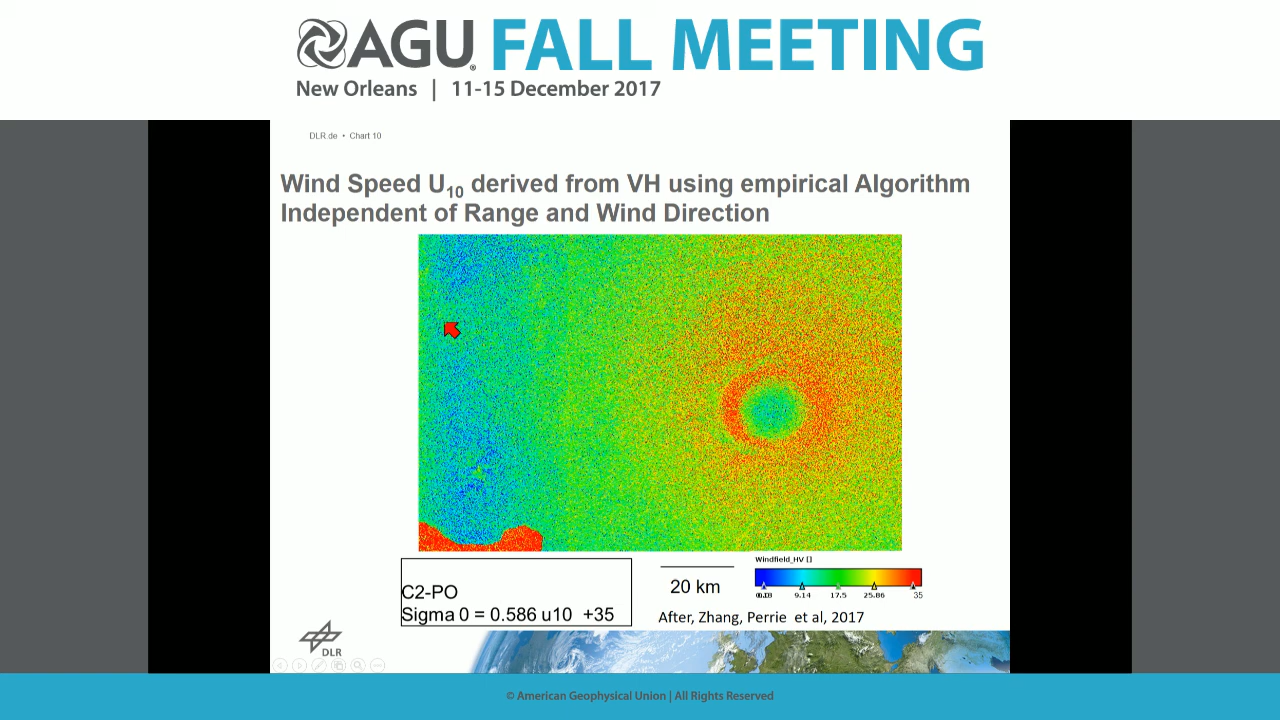 AGU FALL MEETING
New Orleans | 11-15 December 2017
DLR.de • Chart 10
Wind Speed U10 derived from VH using empirical Algorithm
Independent of Range and Wind Direction
Windfield_HV []
9.14 17.5 25.86 35
20 km
C2-PO
Sigma 0 = 0.586 u10 +35
After, Zhang, Perrie et al, 2017
DLR
© American Geophysical Union | All Rights Reserved